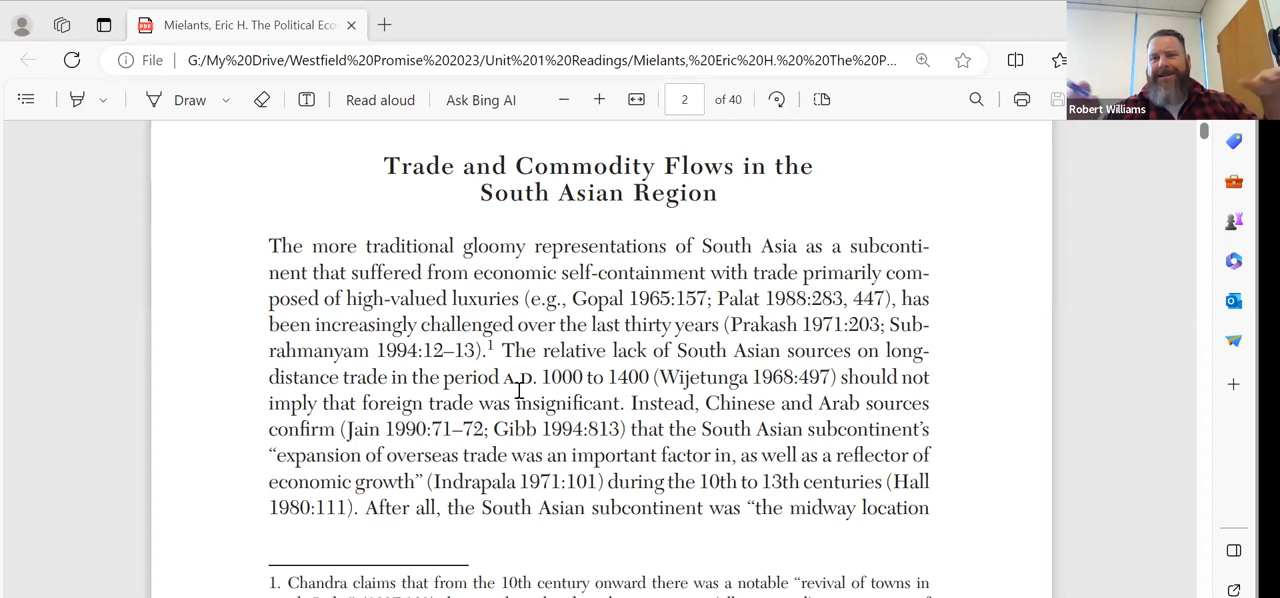 Mielants, Eric H. The Political Eco
File
G:/My%20Drive/Westfield%20Promise%202023/Unit%201%20Readings/Mielants,%20Eric%20H.%20%20The%20P...
Draw
Read aloud
Ask Bing AI
2
of 40
Robert Williams
Trade and Commodity Flows in the
South Asian Region
The more traditional gloomy representations of South Asia as a subconti-
nent that suffered from economic self-containment with trade primarily com-
posed of high-valued luxuries (e.g., Gopal 1965:157; Palat 1988:283, 447), has
been increasingly challenged over the last thirty years (Prakash 1971:203; Sub-
rahmanyam 1994:12–13).1 The relative lack of South Asian sources on long-
distance trade in the period A.D. 1000 to 1400 (Wijetunga 1968:497) should not
imply that foreign trade was insignificant. Instead, Chinese and Arab sources
confirm (Jain 1990:71–72; Gibb 1994:813) that the South Asian subcontinent's
“expansion of overseas trade was an important factor in, as well as a reflector of
economic growth” (Indrapala 1971:101) during the 10th to 13th centuries (Hall
1980:111). After all, the South Asian subcontinent was “the midway location
1. Chandra claims that from the 10th century onward there was a notable “revival of towns in